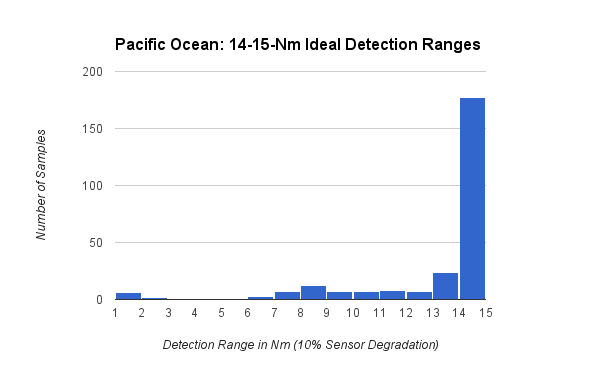 Pacific Ocean: 14-15-Nm Ideal Detection Ranges
200
150
100
50
0
Number of Samples
1 2 3 4 5 6 7 8 9 10 11 12 13 14 15
Detection Range in Nm (10% Sensor Degradation)